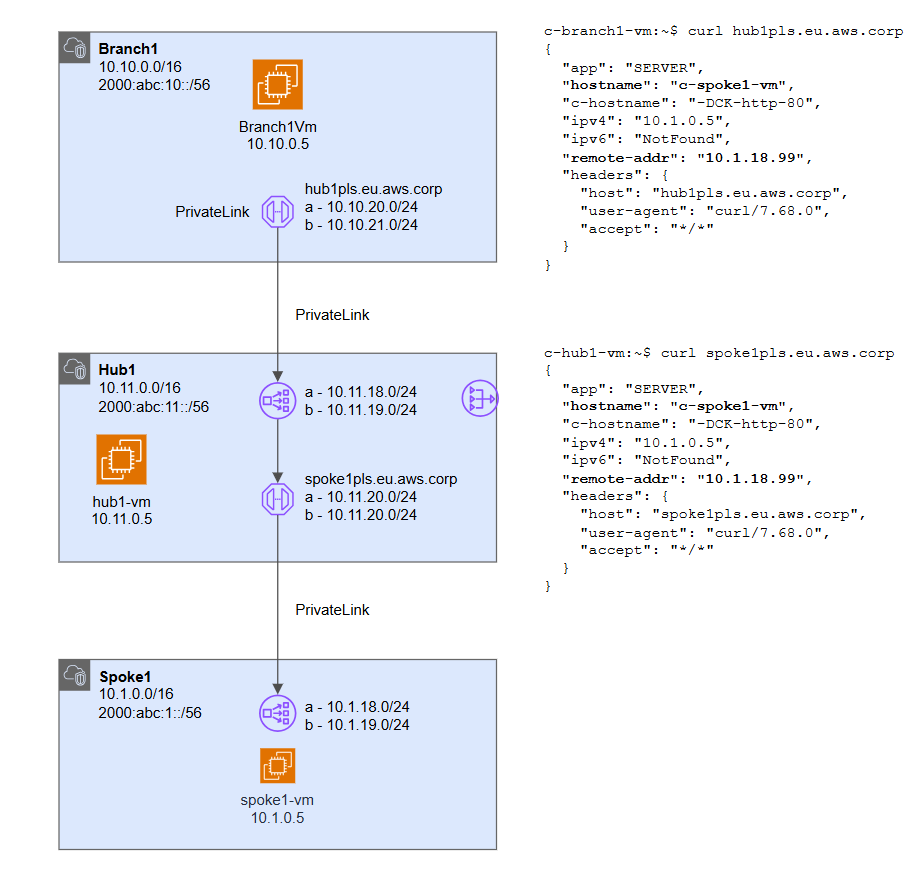 Branch1
10.10.0.0/16
2000:abc:10::/56
Branch1Vm
10.10.0.5
PrivateLink
hub1pls.eu.aws.corp
a - 10.10.20.0/24
b - 10.10.21.0/24
PrivateLink
Hub1
10.11.0.0/16
2000:abc:11::/56
a - 10.11.18.0/24
b - 10.11.19.0/24
hub1-vm
10.11.0.5
spoke1pls.eu.aws.corp
a - 10.11.20.0/24
b - 10.11.20.0/24
PrivateLink
Spoke1
10.1.0.0/16
2000:abc:1::/56
a - 10.1.18.0/24
b - 10.1.19.0/24
spoke1-vm
10.1.0.5
c-branch1-vm:~$ curl hub1pls.eu.aws.corp
{
  "app": "SERVER",
  "hostname": "c-spoke1-vm",
  "c-hostname": "-DCK-http-80",
  "ipv4": "10.1.0.5",
  "ipv6": "NotFound",
  "remote-addr": "10.1.18.99",
  "headers": {
    "host": "hub1pls.eu.aws.corp",
    "user-agent": "curl/7.68.0",
    "accept": "*/*"
  }
}
c-hub1-vm:~$ curl spoke1pls.eu.aws.corp
{
  "app": "SERVER",
  "hostname": "c-spoke1-vm",
  "c-hostname": "-DCK-http-80",
  "ipv4": "10.1.0.5",
  "ipv6": "NotFound",
  "remote-addr": "10.1.18.99",
  "headers": {
    "host": "spoke1pls.eu.aws.corp",
    "user-agent": "curl/7.68.0",
    "accept": "*/*"
  }
}